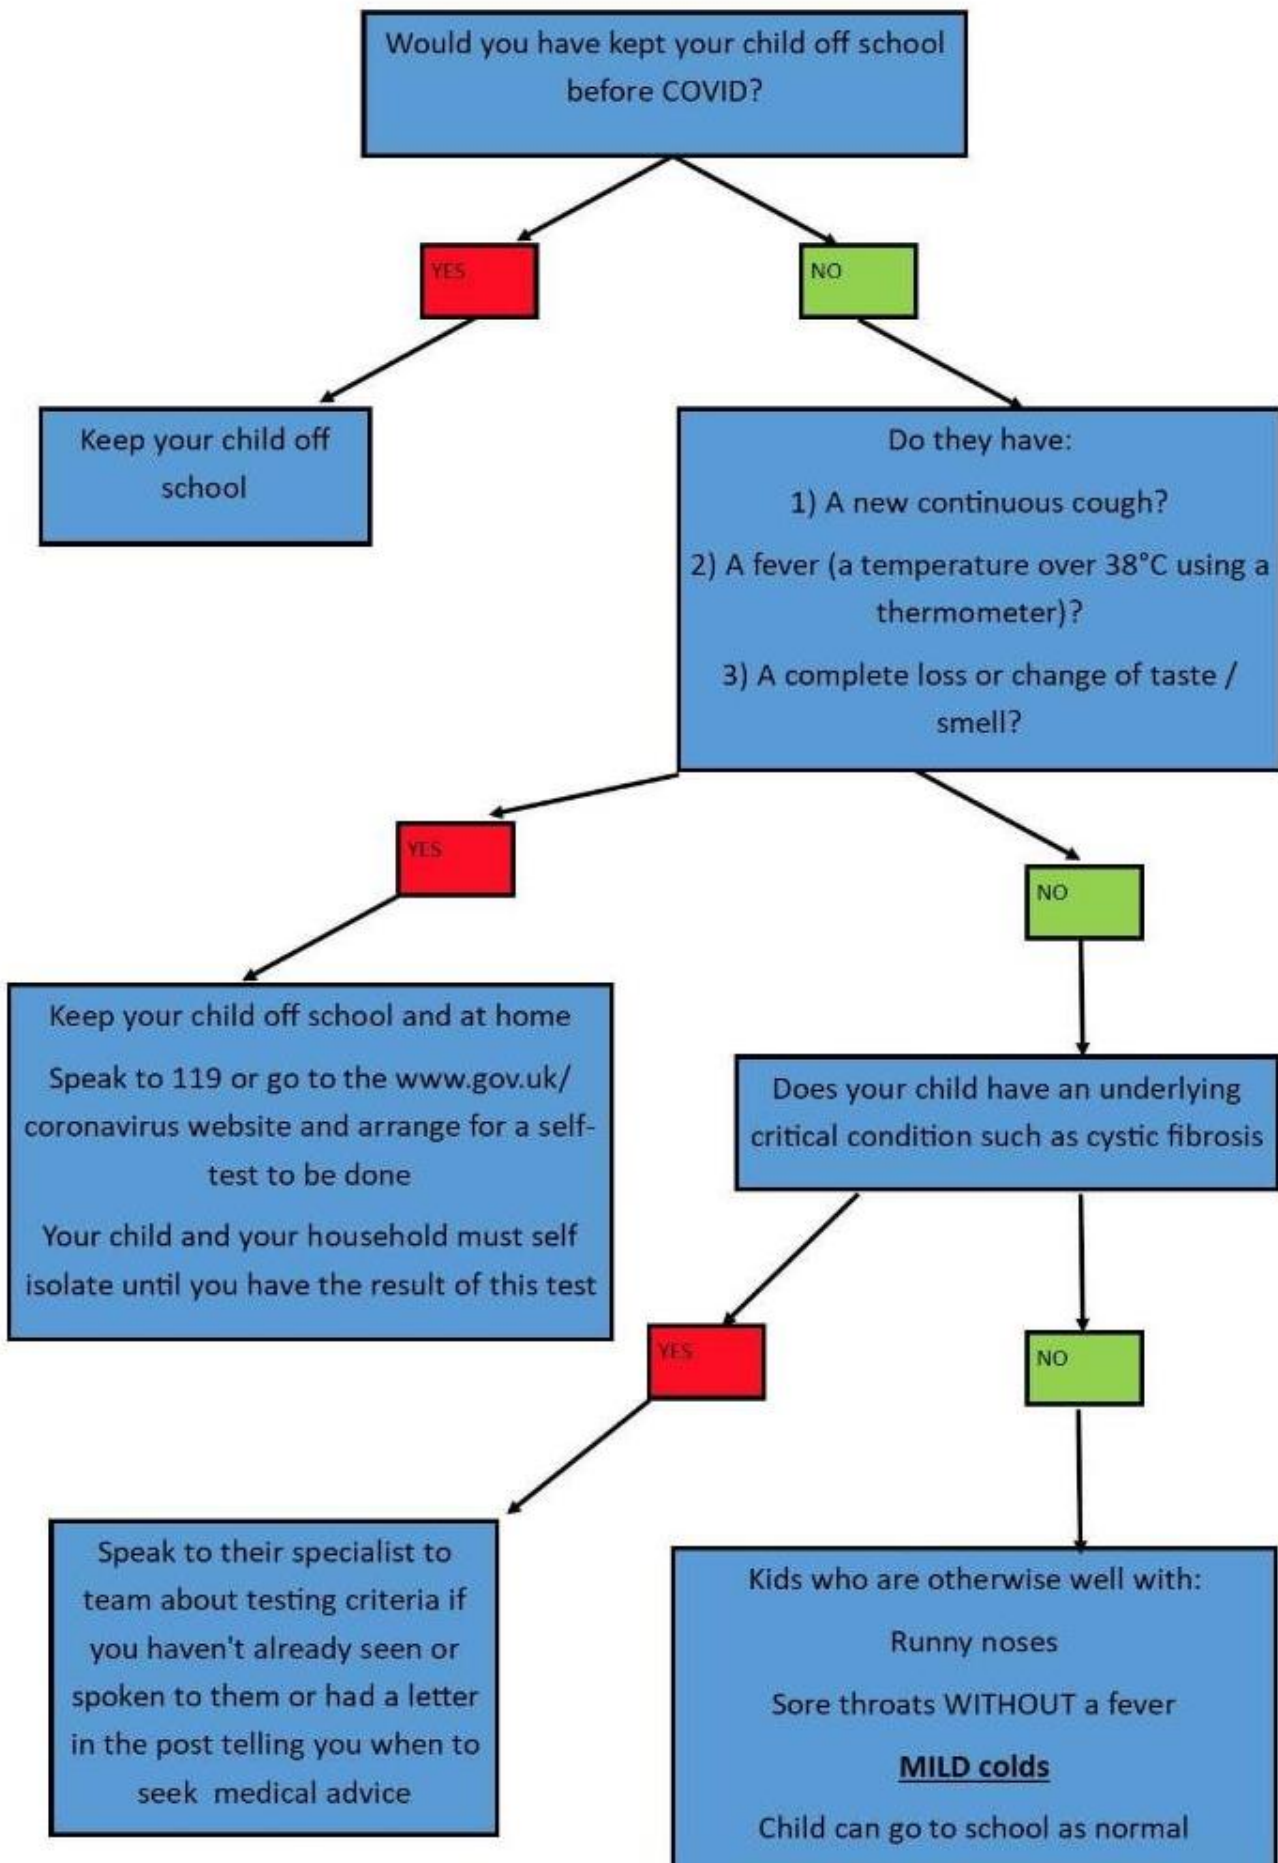 Would you have kept your child off school
before COVID?
YES
NO
Keep your child off
school
Do they have:
1) A new continuous cough?
2) A fever (a temperature over 38°C using a
thermometer)?
3) A complete loss or change of taste /
smell?
YES
NO
Keep your child off school and at home
Speak to 119 or go to the www.gov.uk/
coronavirus website and arrange for a self-
test to be done
Your child and your household must self
isolate until you have the result of this test
Does your child have an underlying
critical condition such as cystic fibrosis
YES
NO
Speak to their specialist to
team about testing criteria if
you haven't already seen or
spoken to them or had a letter
in the post telling you when to
seek medical advice
Kids who are otherwise well with:
Runny noses
Sore throats WITHOUT a fever
MILD colds
Child can go to school as normal